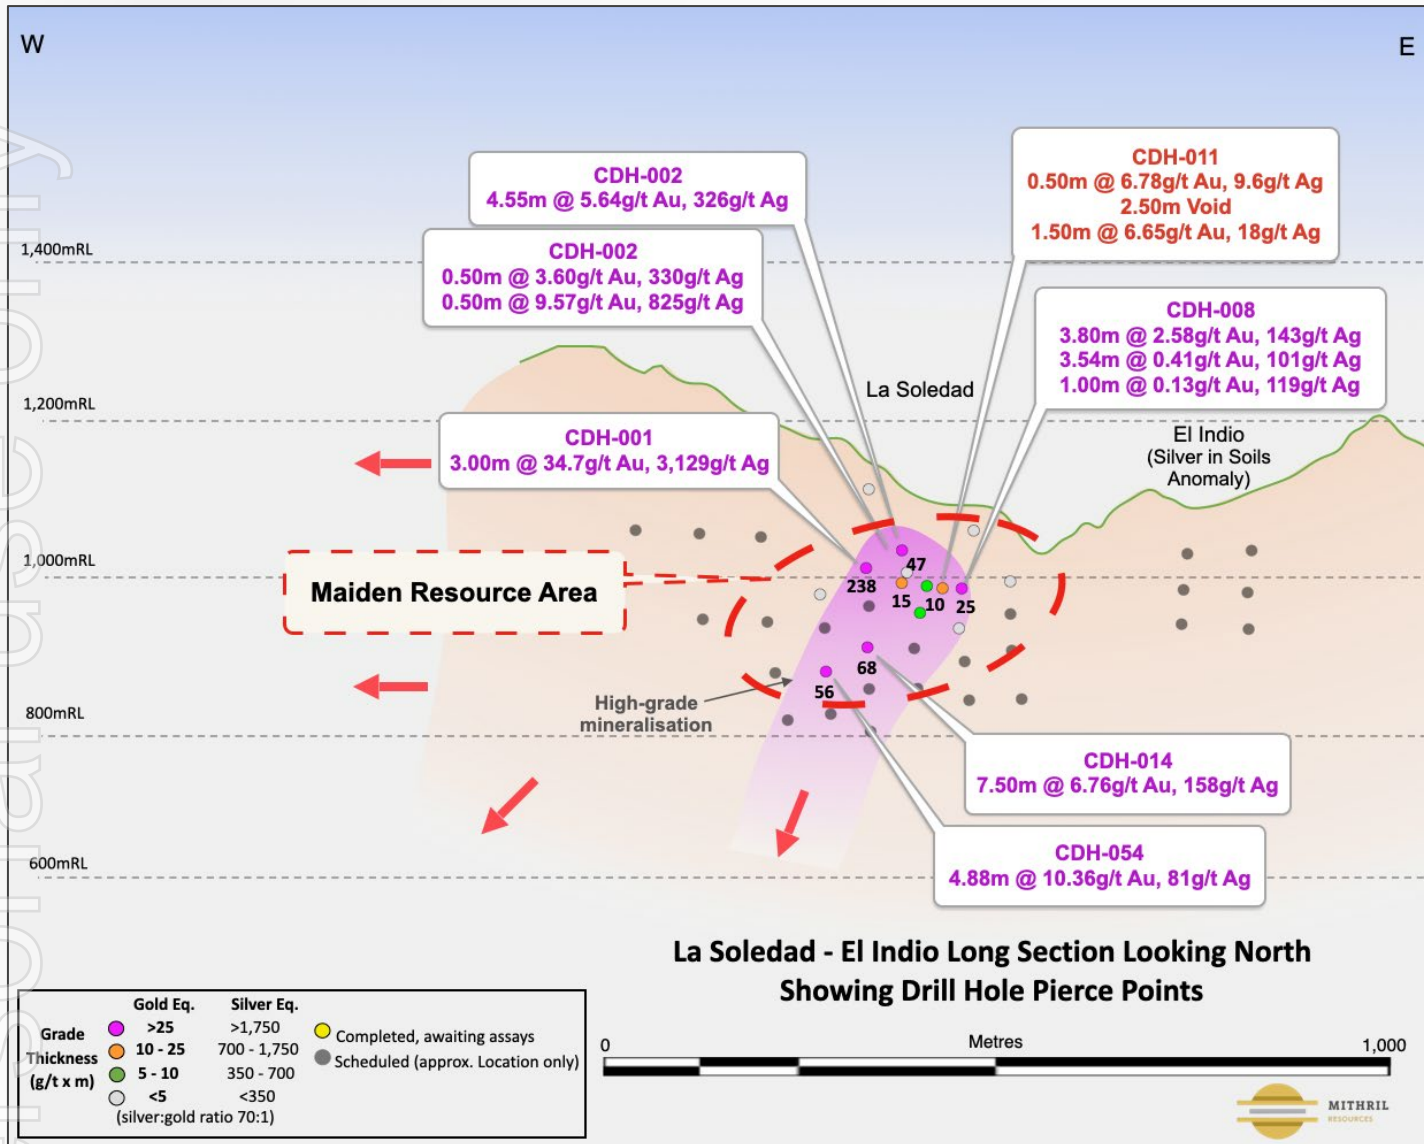 W
E
CDH-002
4.55m @ 5.64g/t Au, 326g/t Ag
CDH-011
0.50m @ 6.78g/t Au, 9.6g/t Ag
2.50m Void
1.50m @ 6.65g/t Au, 18g/t Ag
CDH-002
0.50m @ 3.60g/t Au, 330g/t Ag
0.50m @ 9.57g/t Au, 825g/t Ag
1,400mRL
CDH-008
3.80m @ 2.58g/t Au, 143g/t Ag
3.54m @ 0.41g/t Au, 101g/t Ag
1.00m @ 0.13g/t Au, 119g/t Ag
La Soledad
1,200mRL
CDH-001
3.00m @ 34.7g/t Au, 3,129g/t Ag
El Indio
(Silver in Soils
Anomaly)
1,000mRL
Maiden Resource Area
47
238
15
10
25
68
56
High-grade
mineralisation
800mRL
CDH-014
7.50m @ 6.76g/t Au, 158g/t Ag
600mRL
CDH-054
4.88m @ 10.36g/t Au, 81g/t Ag
La Soledad - El Indio Long Section Looking North
Showing Drill Hole Pierce Points
Gold Eq. Silver Eq.
Grade
Thickness
(g/t x m)
>25 >1,750
10 - 25 700 - 1,750
5 - 10 350 - 700
<5 <350
(silver:gold ratio 70:1)
Completed, awaiting assays
Scheduled (approx. Location only)
0 Metres 1,000
MITHRIL
RESOURCES